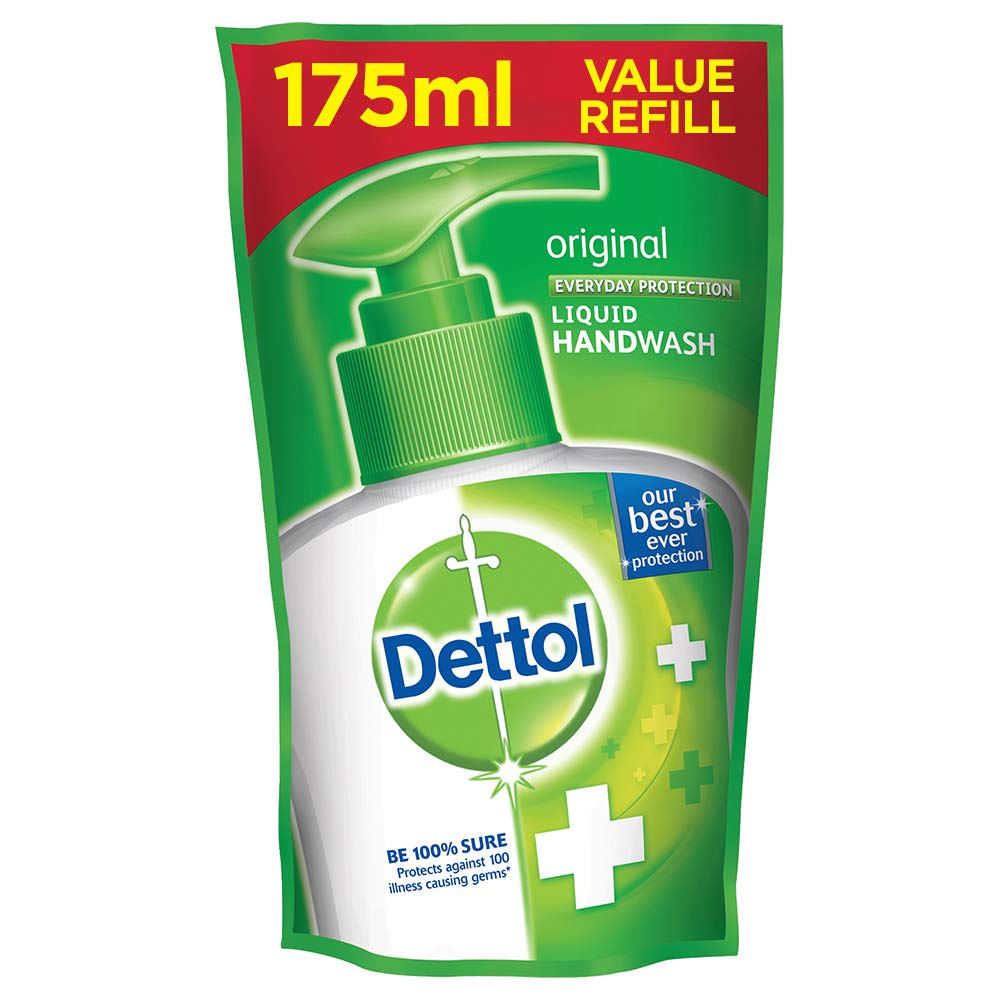 175ml
VALUE
REFILL
original
EVERYDAY PROTECTION
LIQUID
HANDWASH
our
best
ever
protection
Dettol
BE 100% SURE
Protects against 100
illness causing germs*